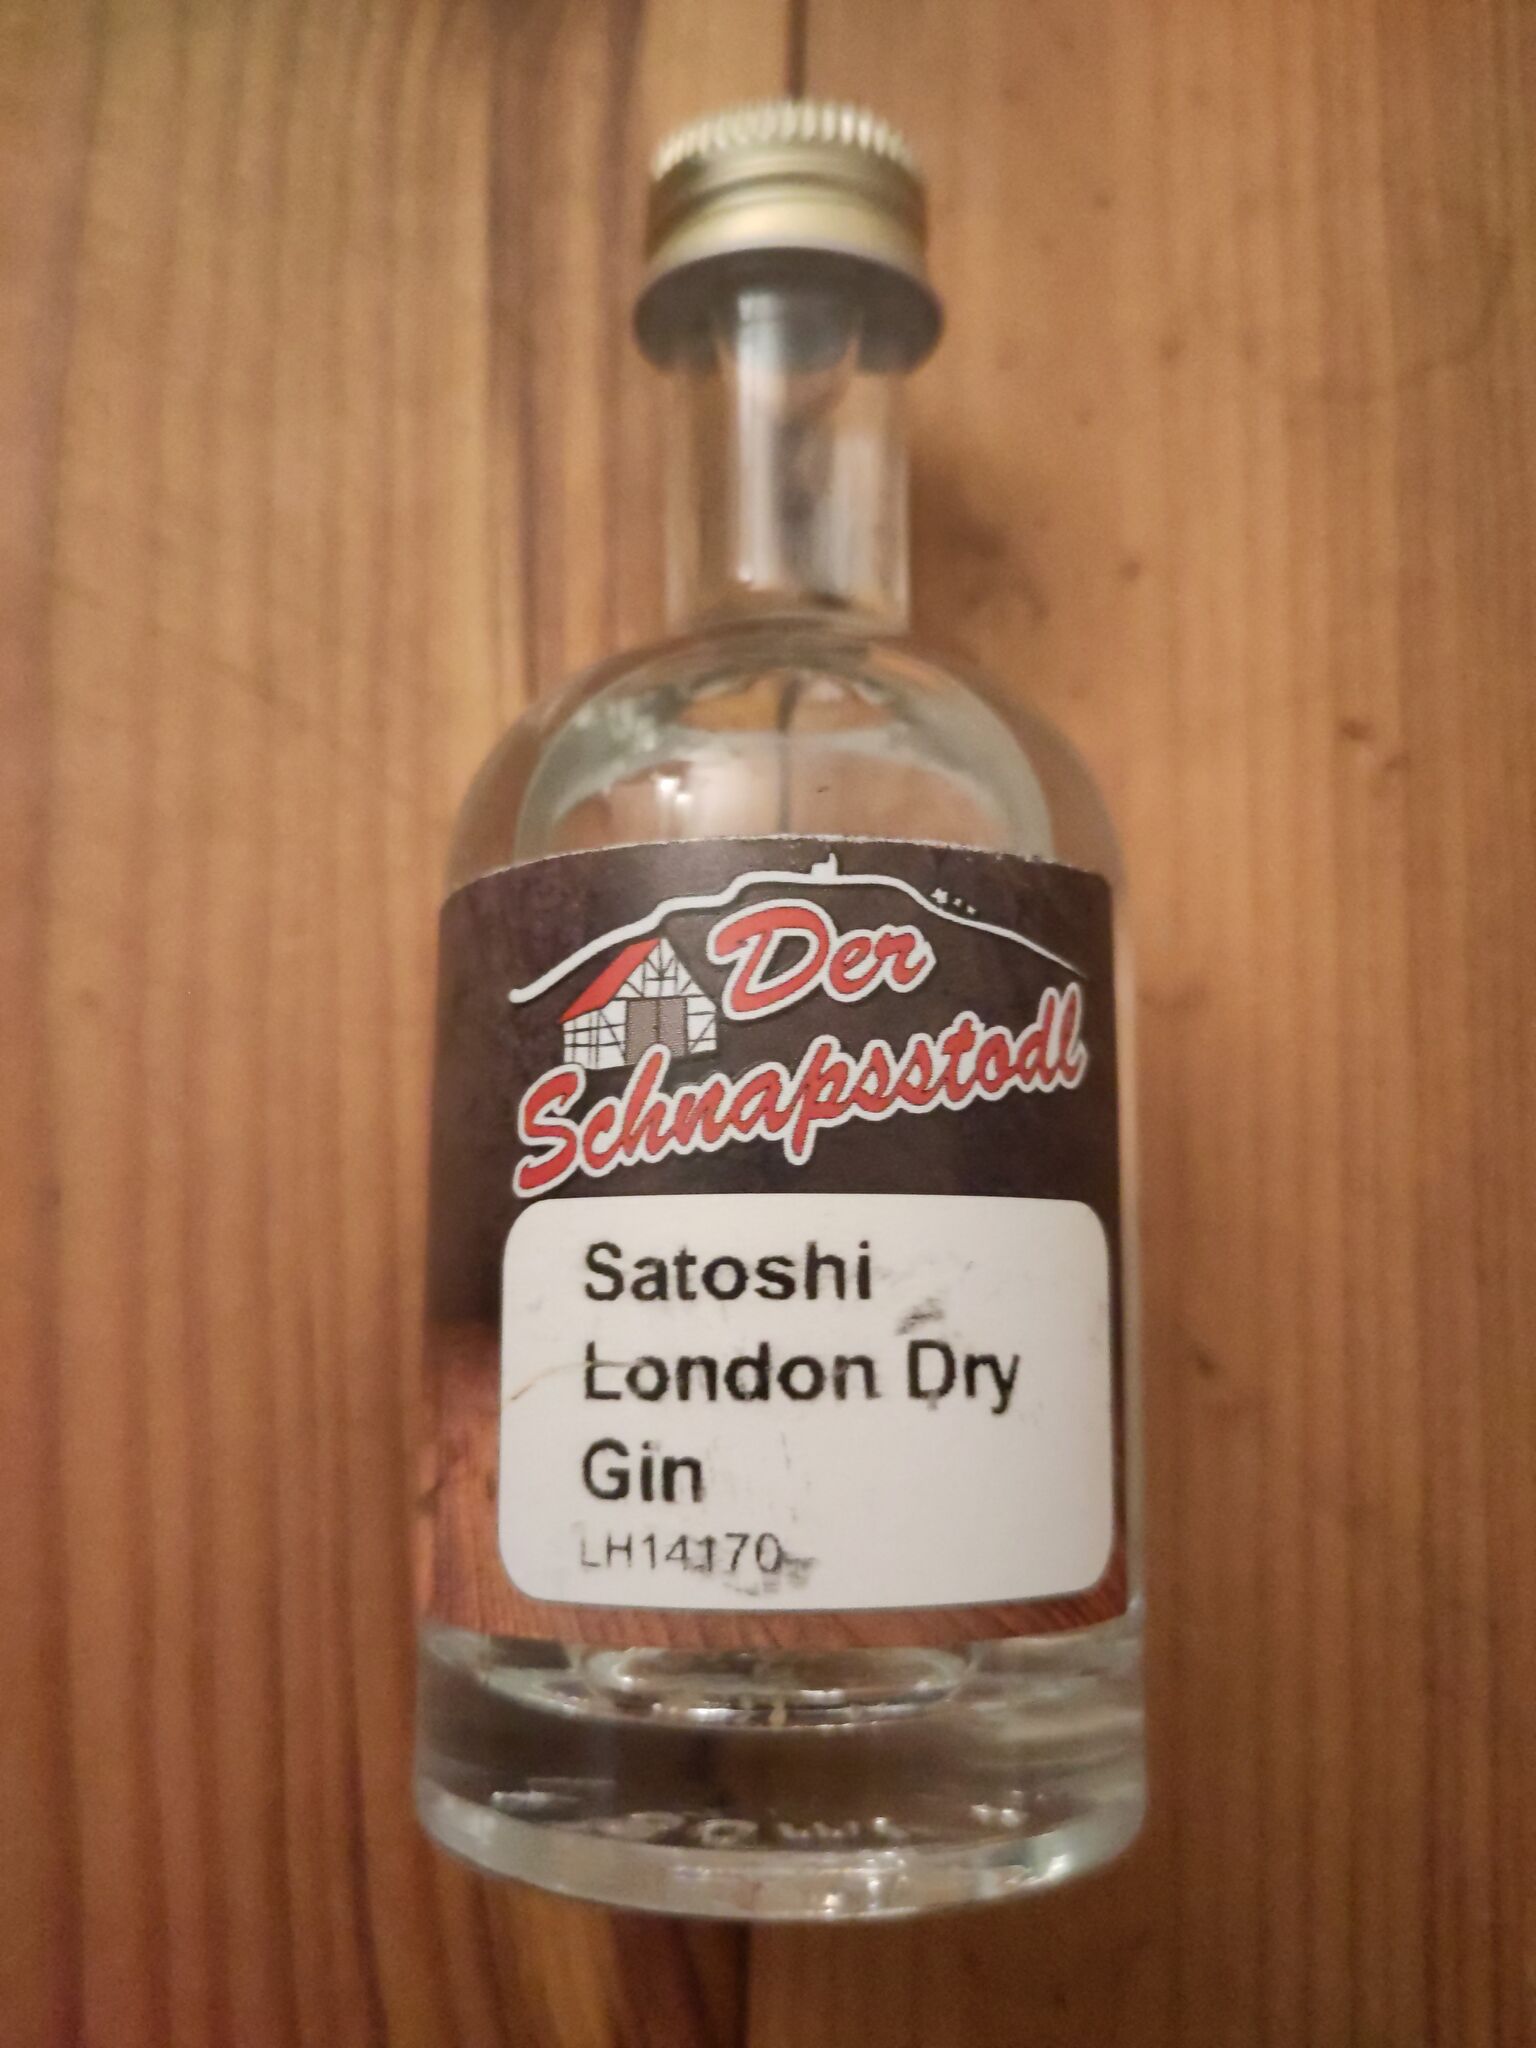 Der
Schnapsstodl
Satoshi
London Dry
Gin
LH14170